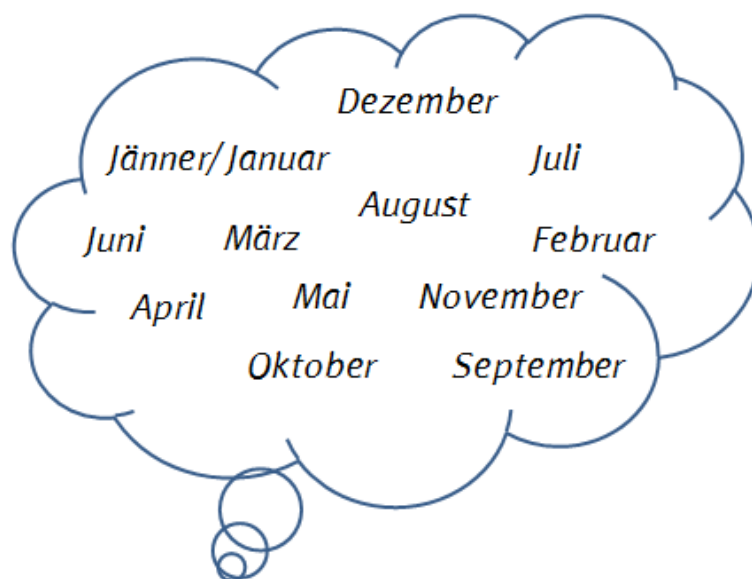 Dezember
Jänner/Januar Juli
August
Juni März Februar
April Mai November
Oktober September